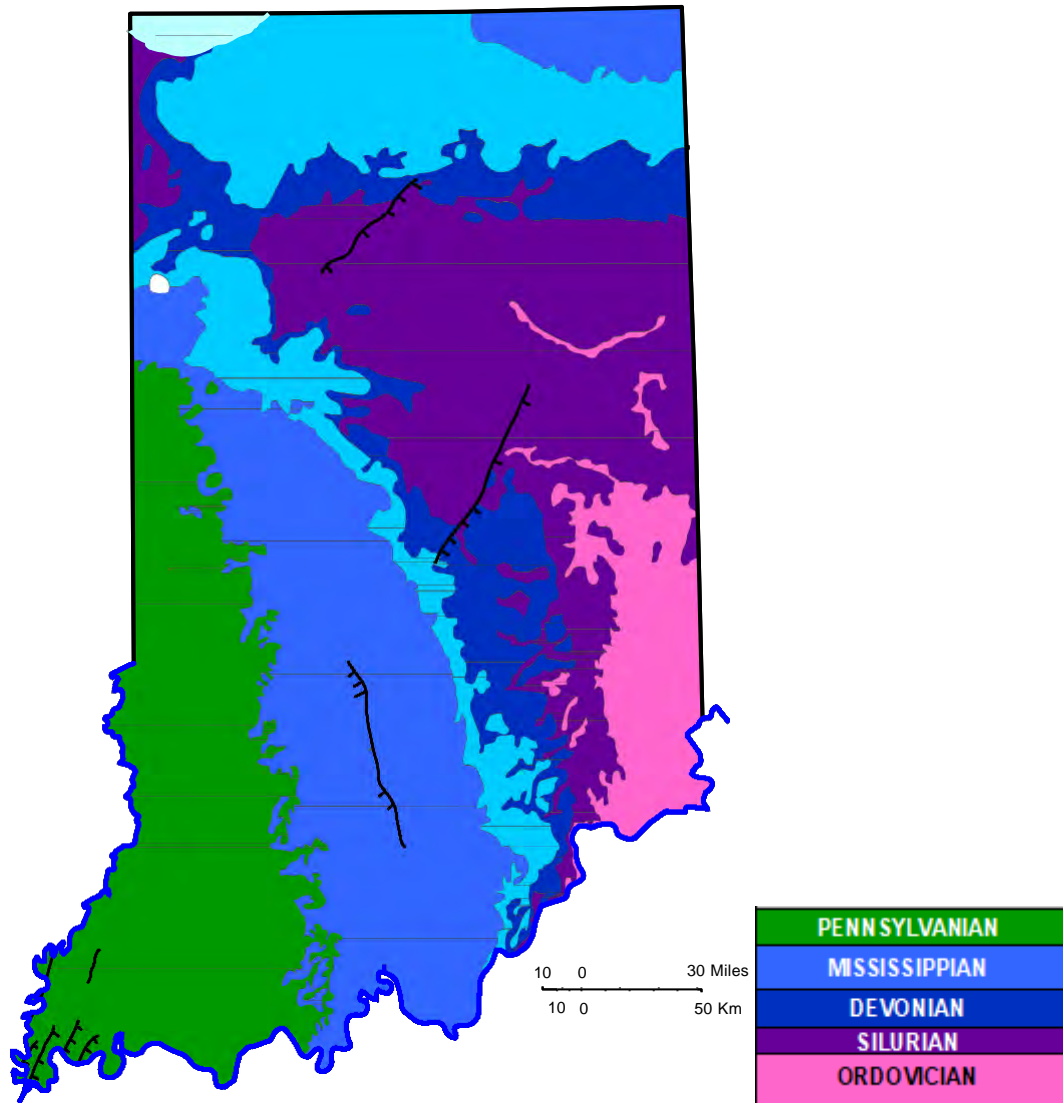 10 0 30 Miles
10 0 50 Km
PENNSYLVANIAN
MISSISSIPPIAN
DEVONIAN
SILURIAN
ORDOVICIAN